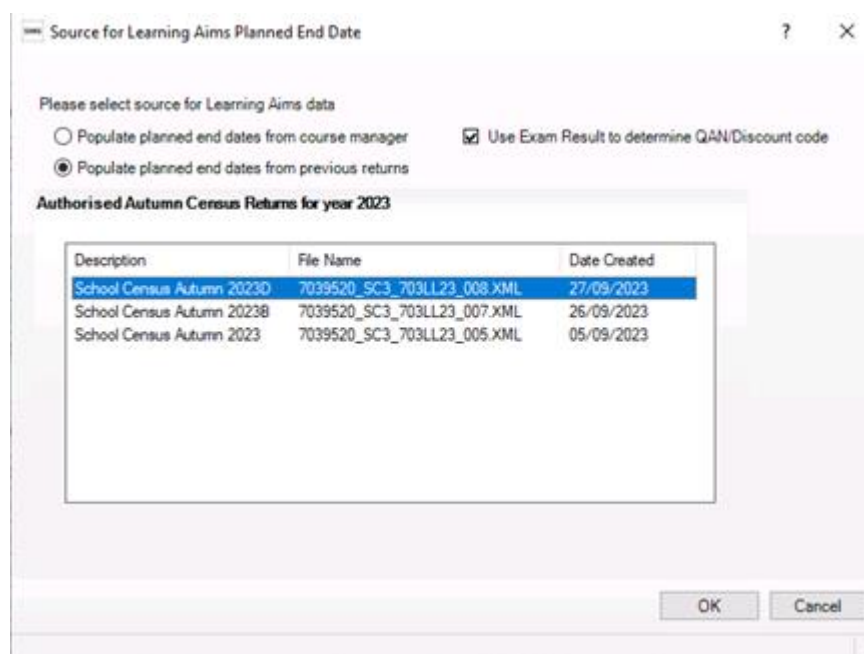 SIMS Source for Learning Aims Planned End Date ? ×
Please select source for Learning Aims data
Populate planned end dates from course manager Use Exam Result to determine QAN/Discount code
Populate planned end dates from previous returns
Authorised Autumn Census Returns for year 2023
Description File Name Date Created
School Census Autumn 2023D 7039520_SC3_703LL23_008.XML 27/09/2023
School Census Autumn 2023B 7039520_SC3_703LL23_007.XML 26/09/2023
School Census Autumn 2023 7039520_SC3_703LL23_005.XML 05/09/2023
OK Cancel